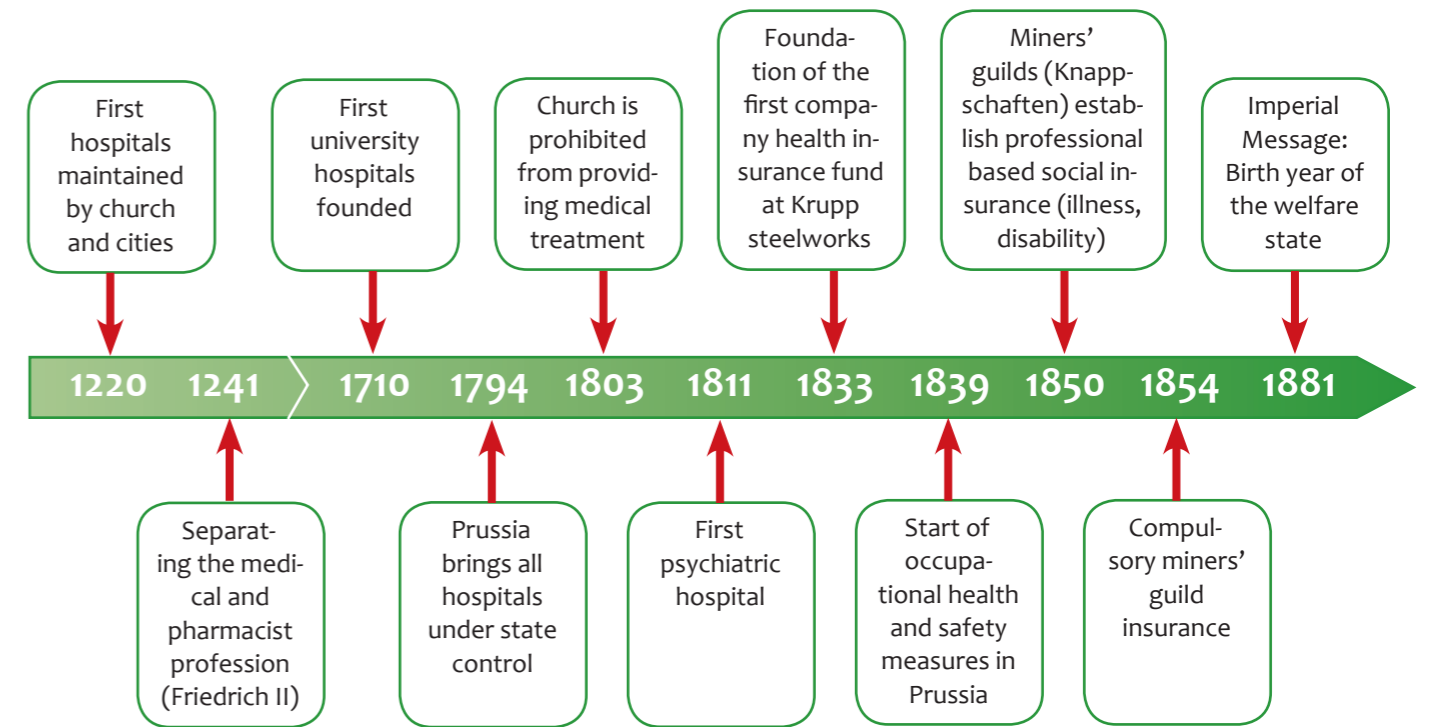 First
hospitals
maintained
by church
and cities
First
university
hospitals
founded
Church is
prohibited
from provid-
ing medical
treatment
Founda-
tion of the
first compa-
ny health in-
surance fund
at Krupp
steelworks
Miners’
guilds (Knapp-
schaften) estab-
lish professional
based social in-
surance (illness,
disability)
Imperial
Message:
Birth year of
the welfare
state
1220 1241 1710 1794 1803 1811 1833 1839 1850 1854 1881
Separat-
ing the medi-
cal and
pharmacist
profession
(Friedrich II)
Prussia
brings all
hospitals
under state
control
First
psychiatric
hospital
Start of
occupa-
tional health
and safety
measures in
Prussia
Compul-
sory miners’
guild
insurance